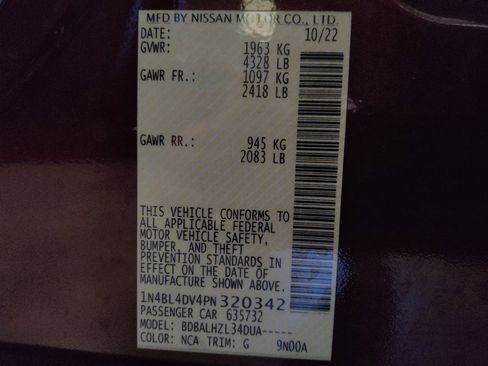 MFD BY NISSAN MOTOR CO., LTD.
DATE: 10/22
GVWR: 1963 KG
4328 LB
GAWR FR.: 1097 KG
2418 LB
GAWR RR.: 945 KG
2083 LB
THIS VEHICLE CONFORMS TO
ALL APPLICABLE FEDERAL
MOTOR VEHICLE SAFETY,
BUMPER, AND THEFT
PREVENTION STANDARDS IN
EFFECT ON THE DATE OF
MANUFACTURE SHOWN ABOVE.
1N4BL4DV4PN320342
PASSENGER CAR 635732
MODEL: BDBALHZL34DUA-----
COLOR: NCA TRIM: G 9N00A